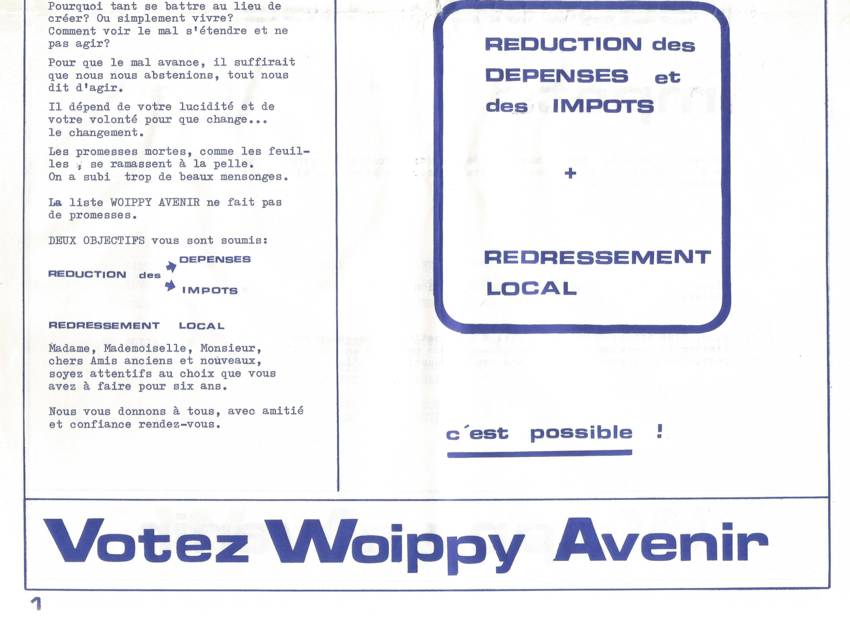 Pourquoi tant se battre au lieu de
créer? Ou simplement vivre?
Comment voir le mal s'étendre et ne
pas agir?
Pour que le mal avance, il suffirait
que nous nous abstenions, tout nous
dit d'agir.
Il dépend de votre lucidité et de
votre volonté pour que change...
le changement.
Les promesses mortes, comme les feuil-
les , se ramassent à la pelle.
On a subi trop de beaux mensonges.
La liste WOIPPY AVENIR ne fait pas
de promesses.
DEUX OBJECTIFS vous sont soumis:
DEPENSES
REDUCTION des
IMPOTS
REDRESSEMENT LOCAL
Madame, Mademoiselle, Monsieur,
chers Amis anciens et nouveaux,
soyez attentifs au choix que vous
avez à faire pour six ans.
Nous vous donnons à tous, avec amitié
et confiance rendez-vous.
REDUCTION des
DEPENSES et
des IMPOTS
+
REDRESSEMENT
LOCAL
c'est possible !
Votez Woippy Avenir
1